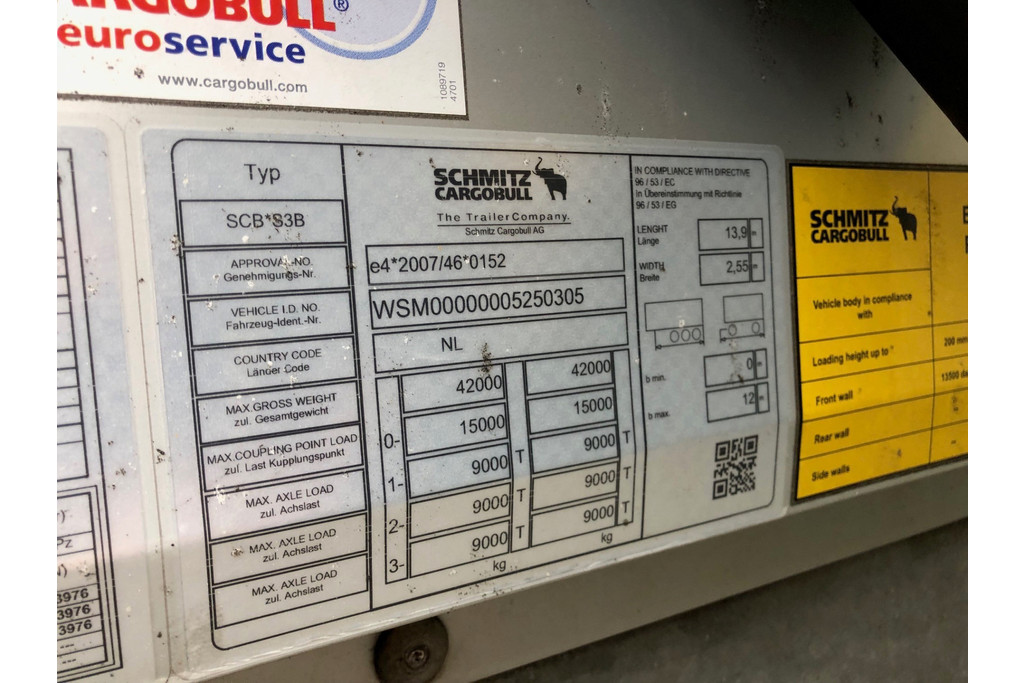 CARGOBULL®
euroservice
www.cargobull.com
1089719
4701
Typ
SCB*S3B
APPROVAL-NO.
Genehmigungs-Nr.
VEHICLE I.D. NO.
Fahrzeug-Ident.-Nr.
COUNTRY CODE
Länder Code
MAX.GROSS WEIGHT
zul. Gesamtgewicht
MAX.COUPLING POINT LOAD
zul. Last Kupplungspunkt
MAX. AXLE LOAD
zul. Achslast
MAX. AXLE LOAD
zul. Achslast
MAX. AXLE LOAD
zul. Achslast
SCHMITZ
CARGOBULL
The Trailer Company.
Schmitz Cargobull AG
e4*2007/46*0152
WSM00000005250305
NL
42000 42000
0- 15000 15000
1- 9000 T 9000 T
2- 9000 T 9000 T
3- 9000 T 9000 T
kg kg
IN COMPLIANCE WITH DIRECTIVE
96 / 53 / EC
in Übereinstimmung mit Richtlinie
96 / 53 / EG
LENGHT
Länge
13,9 m
WIDTH
Breite
2,55 m
b min. 0 m
b max. 12 m
SCHMITZ
CARGOBULL
Vehicle body in compliance
with
Loading height up to
200 mm
Front wall
13500 da
Rear wall
Side walls
3976
3976
3976